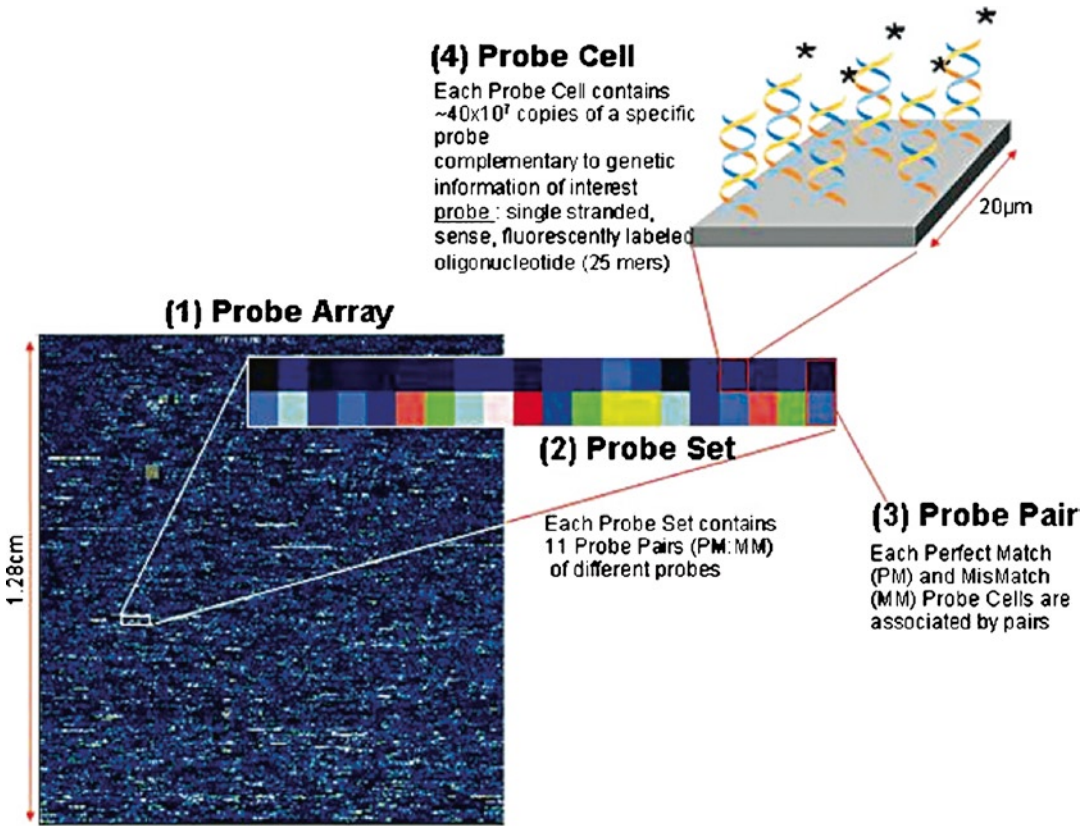 (4) Probe Cell
Each Probe Cell contains
~40x10⁷ copies of a specific
probe
complementary to genetic
information of interest
probe : single stranded,
sense, fluorescently labeled
oligonucleotide (25 mers)
* * * * *
20µm
(1) Probe Array
1.28cm
(2) Probe Set
Each Probe Set contains
11 Probe Pairs (PM:MM)
of different probes
(3) Probe Pair
Each Perfect Match
(PM) and MisMatch
(MM) Probe Cells are
associated by pairs